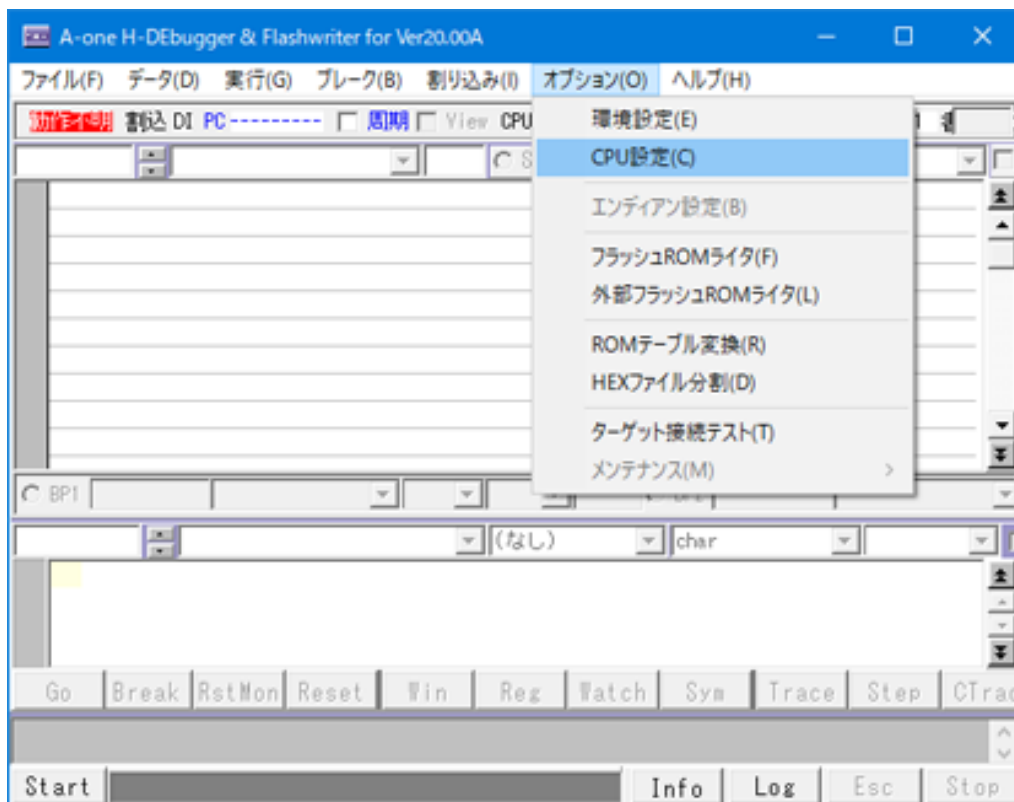 A-one H-DEbugger & Flashwriter for Ver20.00A
ファイル(F) データ(D) 実行(G) ブレーク(B) 割り込み(I) オプション(O) ヘルプ(H)
動作不明 割込 DI PC--------- 周期 View CPU
環境設定(E)
CPU設定(C)
エンディアン設定(B)
フラッシュROMライタ(F)
外部フラッシュROMライタ(L)
ROMテーブル変換(R)
HEXファイル分割(D)
ターゲット接続テスト(T)
メンテナンス(M)
BP1
(なし) char
Go Break RstMon Reset Win Reg Watch Sym Trace Step CTrac
Start Info Log Esc Stop